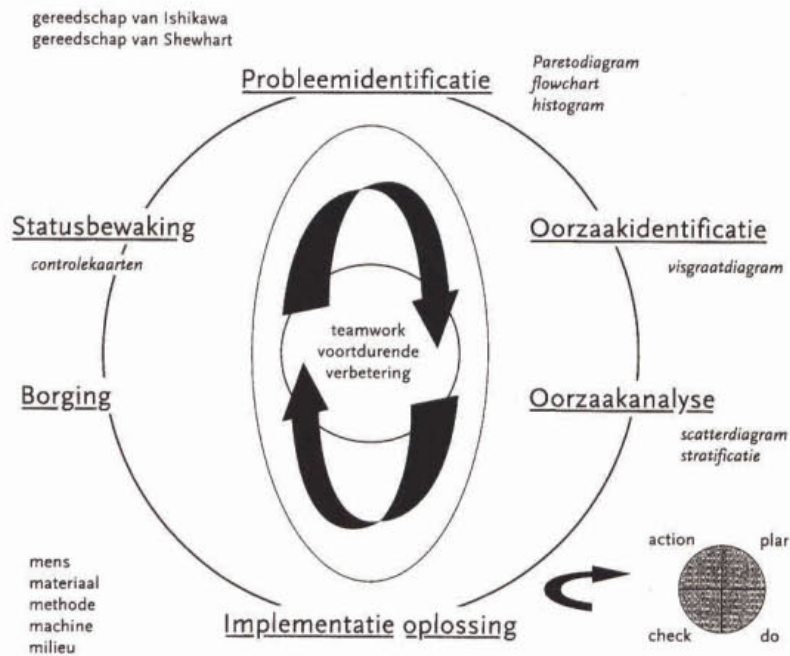 gereedschap van Ishikawa
gereedschap van Shewhart
Probleemidentificatie
Paretodiagram
flowchart
histogram
Statusbewaking
controlekaarten
Oorzaakidentificatie
visgraatdiagram
teamwork
voortdurende
verbetering
Borging
Oorzaakanalyse
scatterdiagram
stratificatie
action
plar
check
do
mens
materiaal
methode
machine
milieu
Implementatie oplossing